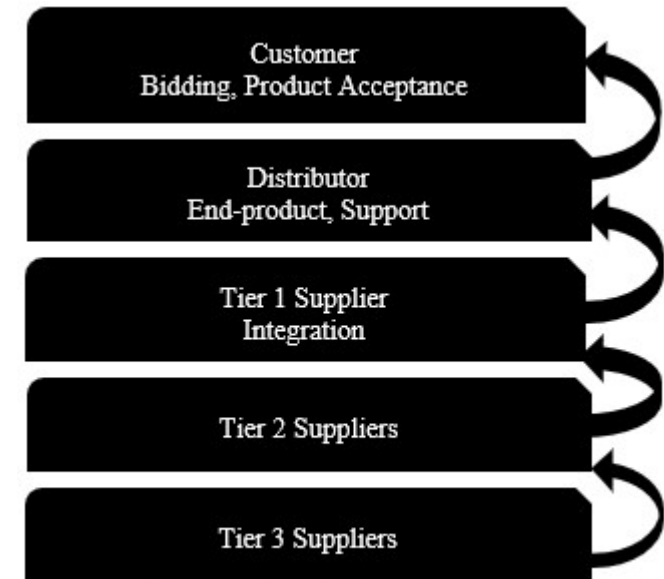 Customer
Bidding, Product Acceptance
Distributor
End-product, Support
Tier 1 Supplier
Integration
Tier 2 Suppliers
Tier 3 Suppliers